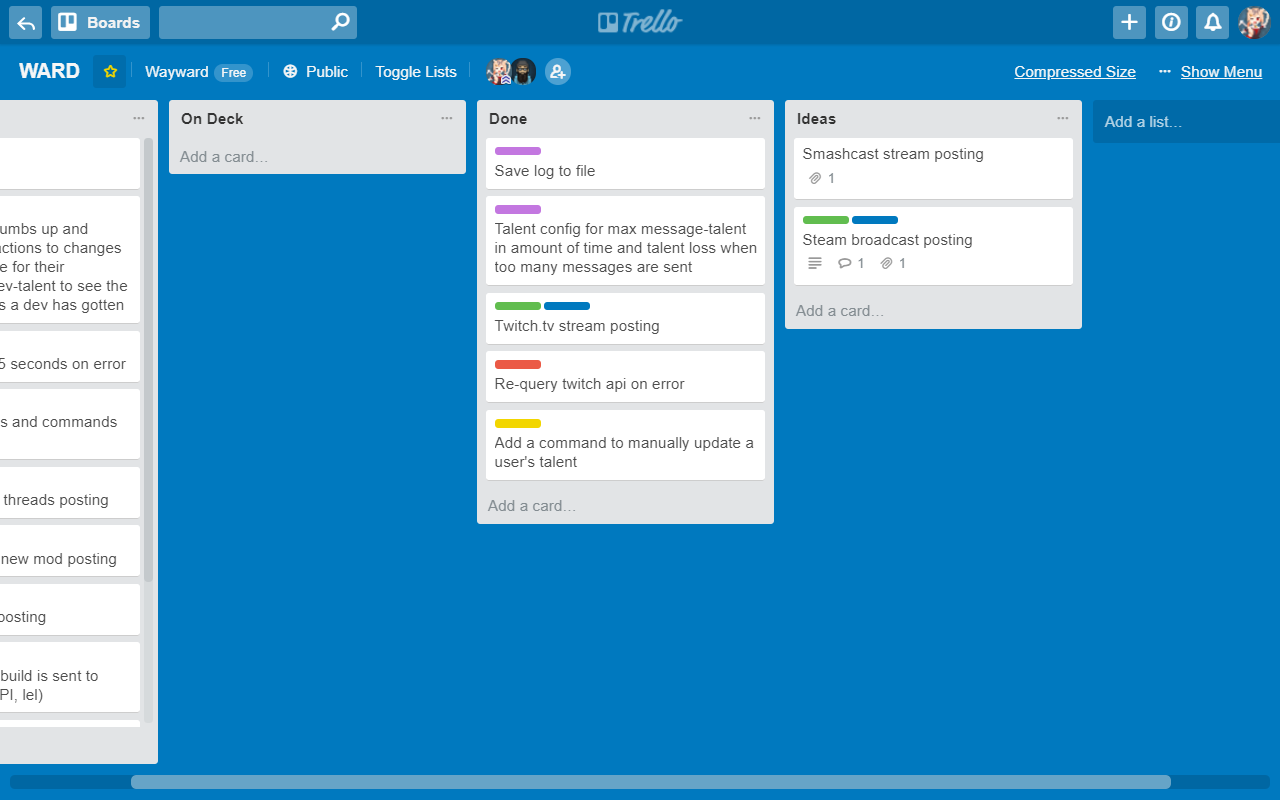 Boards
Trello
WARD
Wayward Free
Public
Toggle Lists
Compressed Size
Show Menu
umbs up and
actions to changes
e for their
ev-talent to see the
s a dev has gotten
5 seconds on error
s and commands
threads posting
new mod posting
posting
build is sent to
PI, lel)
On Deck
Add a card...
Done
Save log to file
Talent config for max message-talent
in amount of time and talent loss when
too many messages are sent
Twitch.tv stream posting
Re-query twitch api on error
Add a command to manually update a
user's talent
Add a card...
Ideas
Smashcast stream posting
1
Steam broadcast posting
1 1
Add a card...
Add a list...